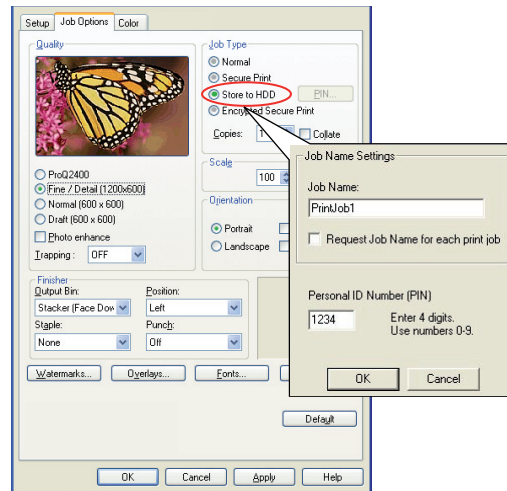 Setup Job Options Color
Quality
ProQ2400
Fine / Detail (1200x600)
Normal (600 x 600)
Draft (600 x 600)
Photo enhance
Trapping : OFF
Job Type
Normal
Secure Print
Store to HDD PIN...
Encrypted Secure Print
Copies: 1 Collate
Scale
100
Orientation
Portrait
Landscape
Finisher
Output Bin: Position:
Stacker (Face Dow Left
Staple: Punch:
None Off
Watermarks... Overlays... Fonts...
Default
OK Cancel Apply Help
Job Name Settings
Job Name:
PrintJob1
Request Job Name for each print job
Personal ID Number (PIN)
1234 Enter 4 digits.
Use numbers 0-9.
OK Cancel